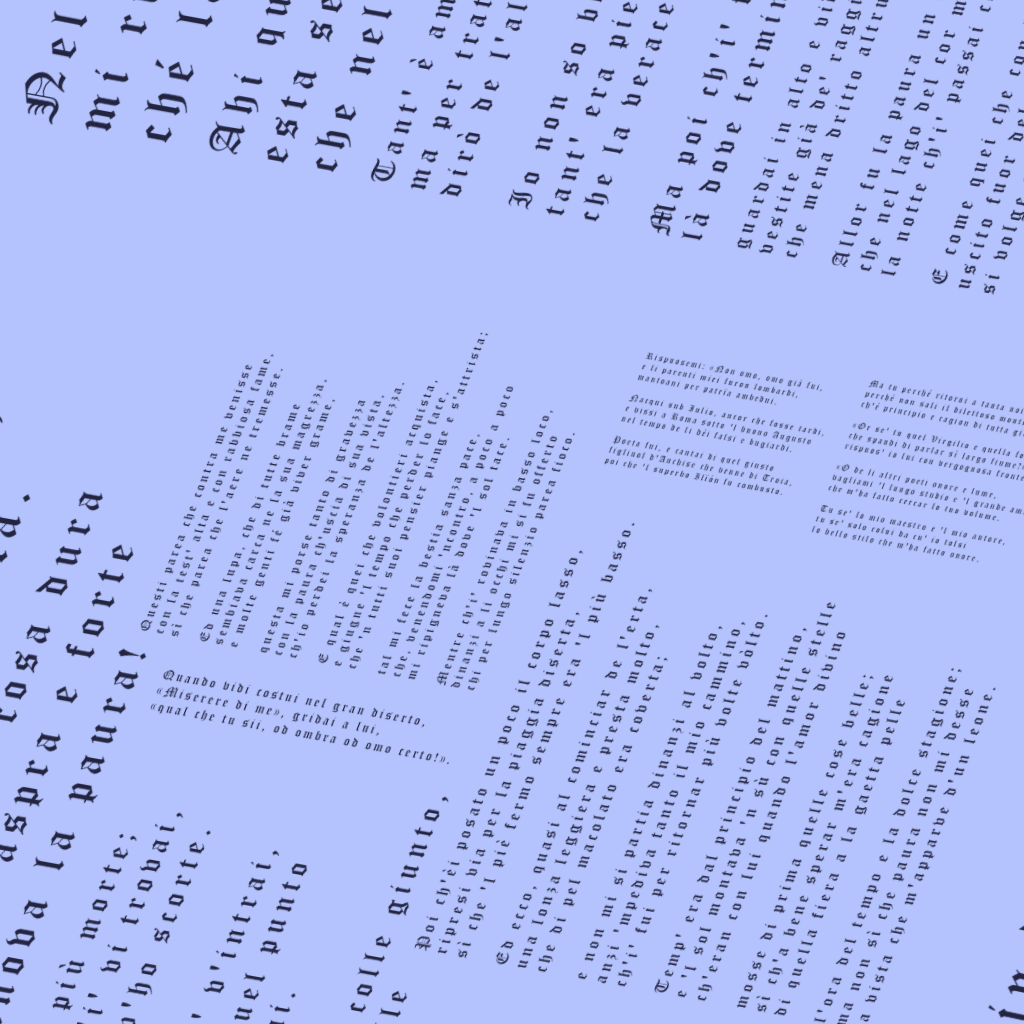 Nel
mi
ché
Ahi
esta
che nel
Tant' è
ma per
dirò de
Io non so
tant' era
che la verace
Ma poi ch'i'
là dove
guardai in alto e
vestite già de'
che mena dritto
Allor fu la paura un
che nel lago del cor
la notte ch'i' passai
E come quei che
uscito fuor
si volge
dura
aspra e forte
la paura!
più morte;
vi trovai,
v'ho scorte.
v'intrai,
punto
colle giunto,
Poi ch'èi posato un poco il corpo lasso,
ripresi via per la piaggia diserta,
sì che 'l piè fermo sempre era 'l più basso.
Ed ecco, quasi al cominciar de l'erta,
una lonza leggiera e presta molto,
che di pel macolato era coverta;
e non mi si partia dinanzi al volto,
anzi 'mpediva tanto il mio cammino,
ch'i' fui per ritornar più volte vòlto.
Temp' era dal principio del mattino,
e 'l sol montava 'n sù con quelle stelle
ch'eran con lui quando l'amor divino
mosse di prima quelle cose belle;
sì ch'a bene sperar m'era cagione
di quella fiera a la gaetta pelle
l'ora del tempo e la dolce stagione;
ma non sì che paura non mi desse
la vista che m'apparve d'un leone.
Questi parea che contra me venisse
con la test' alta e con rabbiosa fame,
sì che parea che l'aere ne tremesse.
Ed una lupa, che di tutte brame
sembiava carca ne la sua magrezza,
e molte genti fé già viver grame,
questa mi porse tanto di gravezza
con la paura ch'uscia di sua vista,
ch'io perdei la speranza de l'altezza.
E qual è quei che volontieri acquista,
e giugne 'l tempo che perder lo face,
che 'n tutti suoi pensier piange e s'attrista;
tal mi fece la bestia sanza pace,
che, venendomi 'ncontro, a poco a poco
mi ripigneva là dove 'l sol tace.
Mentre ch'i' rovinava in basso loco,
dinanzi a li occhi mi si fu offerto
chi per lungo silenzio parea fioco.
Quando vidi costui nel gran diserto,
«Miserere di me», gridai a lui,
«qual che tu sii, od ombra od omo certo!».
Rispuosemi: «Non omo, omo già fui,
e li parenti miei furon lombardi,
mantoani per patrïa ambedui.
Nacqui sub Iulio, ancor che fosse tardi,
e vissi a Roma sotto 'l buono Augusto
nel tempo de li dèi falsi e bugiardi.
Poeta fui, e cantai di quel giusto
figliuol d'Anchise che venne di Troia,
poi che 'l superbo Ilïón fu combusto.
Ma tu perché ritorni a tanta
perché non sali il dilettoso
ch'è principio e cagion di tutta
«Or se' tu quel Virgilio e quella
che spandi di parlar sì largo fiume?»,
rispuos' io lui con vergognosa
«O de li altri poeti onore e lume,
vagliami 'l lungo studio e 'l grande
che m'ha fatto cercar lo tuo volume.
Tu se' lo mio maestro e 'l mio autore,
tu se' solo colui da cu' io tolsi
lo bello stilo che m'ha fatto onore.